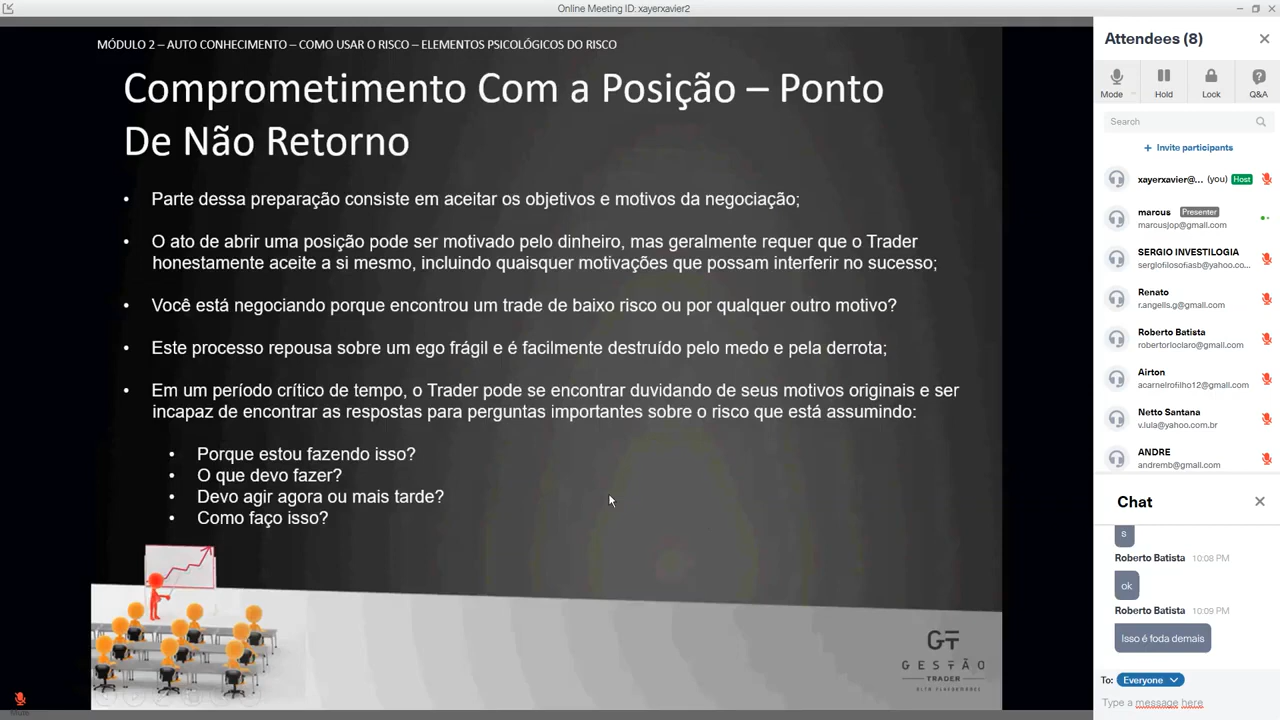 Online Meeting ID: xayerxavier2
MÓDULO 2 – AUTO CONHECIMENTO – COMO USAR O RISCO – ELEMENTOS PSICOLÓGICOS DO RISCO
Comprometimento Com a Posição – Ponto
De Não Retorno
• Parte dessa preparação consiste em aceitar os objetivos e motivos da negociação;
• O ato de abrir uma posição pode ser motivado pelo dinheiro, mas geralmente requer que o Trader
honestamente aceite a si mesmo, incluindo quaisquer motivações que possam interferir no sucesso;
• Você está negociando porque encontrou um trade de baixo risco ou por qualquer outro motivo?
• Este processo repousa sobre um ego frágil e é facilmente destruído pelo medo e pela derrota;
• Em um período crítico de tempo, o Trader pode se encontrar duvidando de seus motivos originais e ser
incapaz de encontrar as respostas para perguntas importantes sobre o risco que está assumindo:
• Porque estou fazendo isso?
• O que devo fazer?
• Devo agir agora ou mais tarde?
• Como faço isso?
GT
GESTÃO
TRADER
ALTA PERFORMANCE
Mute
Attendees (8)
Mode
Hold
Lock
Q&A
Search
+ Invite participants
xayerxavier@... (you) Host
marcus Presenter
marcusjop@gmail.com
SERGIO INVESTILOGIA
sergiofilosofiasb@yahoo.co...
Renato
r.angells.g@gmail.com
Roberto Batista
robertorloclaro@gmail.com
Airton
acarneirofilho12@gmail.com
Netto Santana
v.lula@yahoo.com.br
ANDRE
andremb@gmail.com
Chat
s
Roberto Batista 10:08 PM
ok
Roberto Batista 10:09 PM
Isso é foda demais
To: Everyone
Type a message here